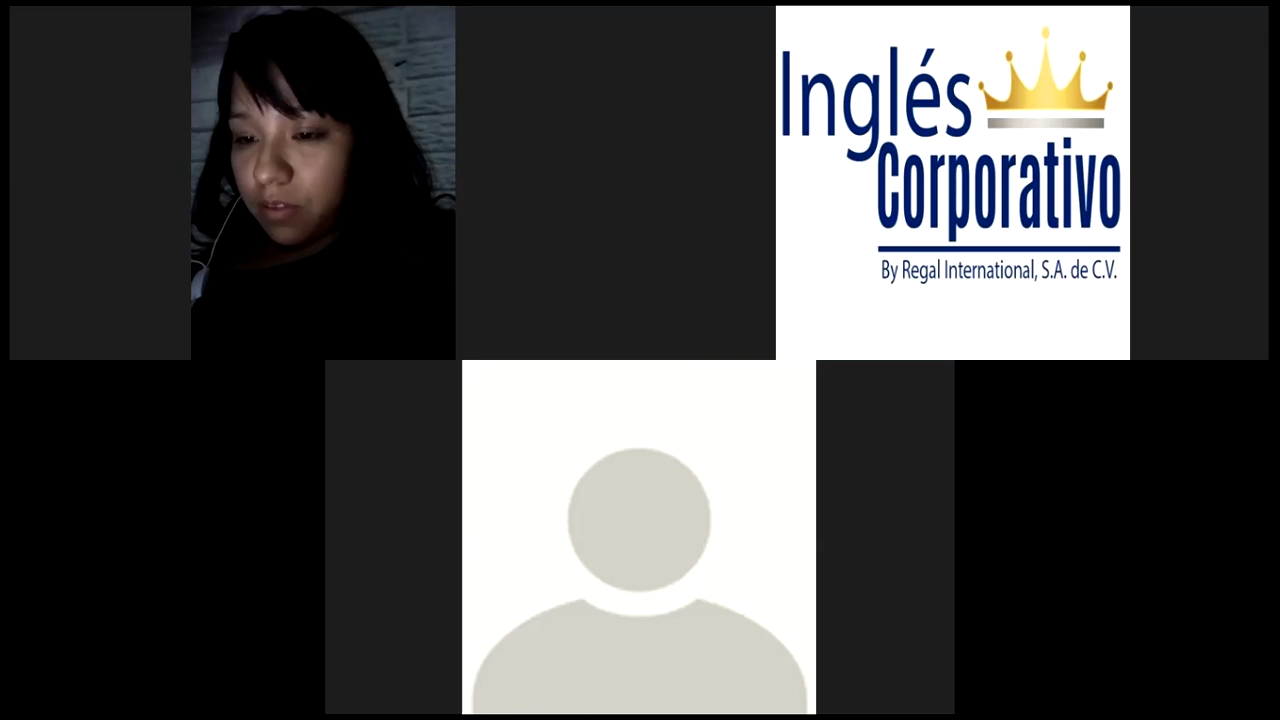 Inglés
Corporativo
By Regal International, S.A. de C.V.